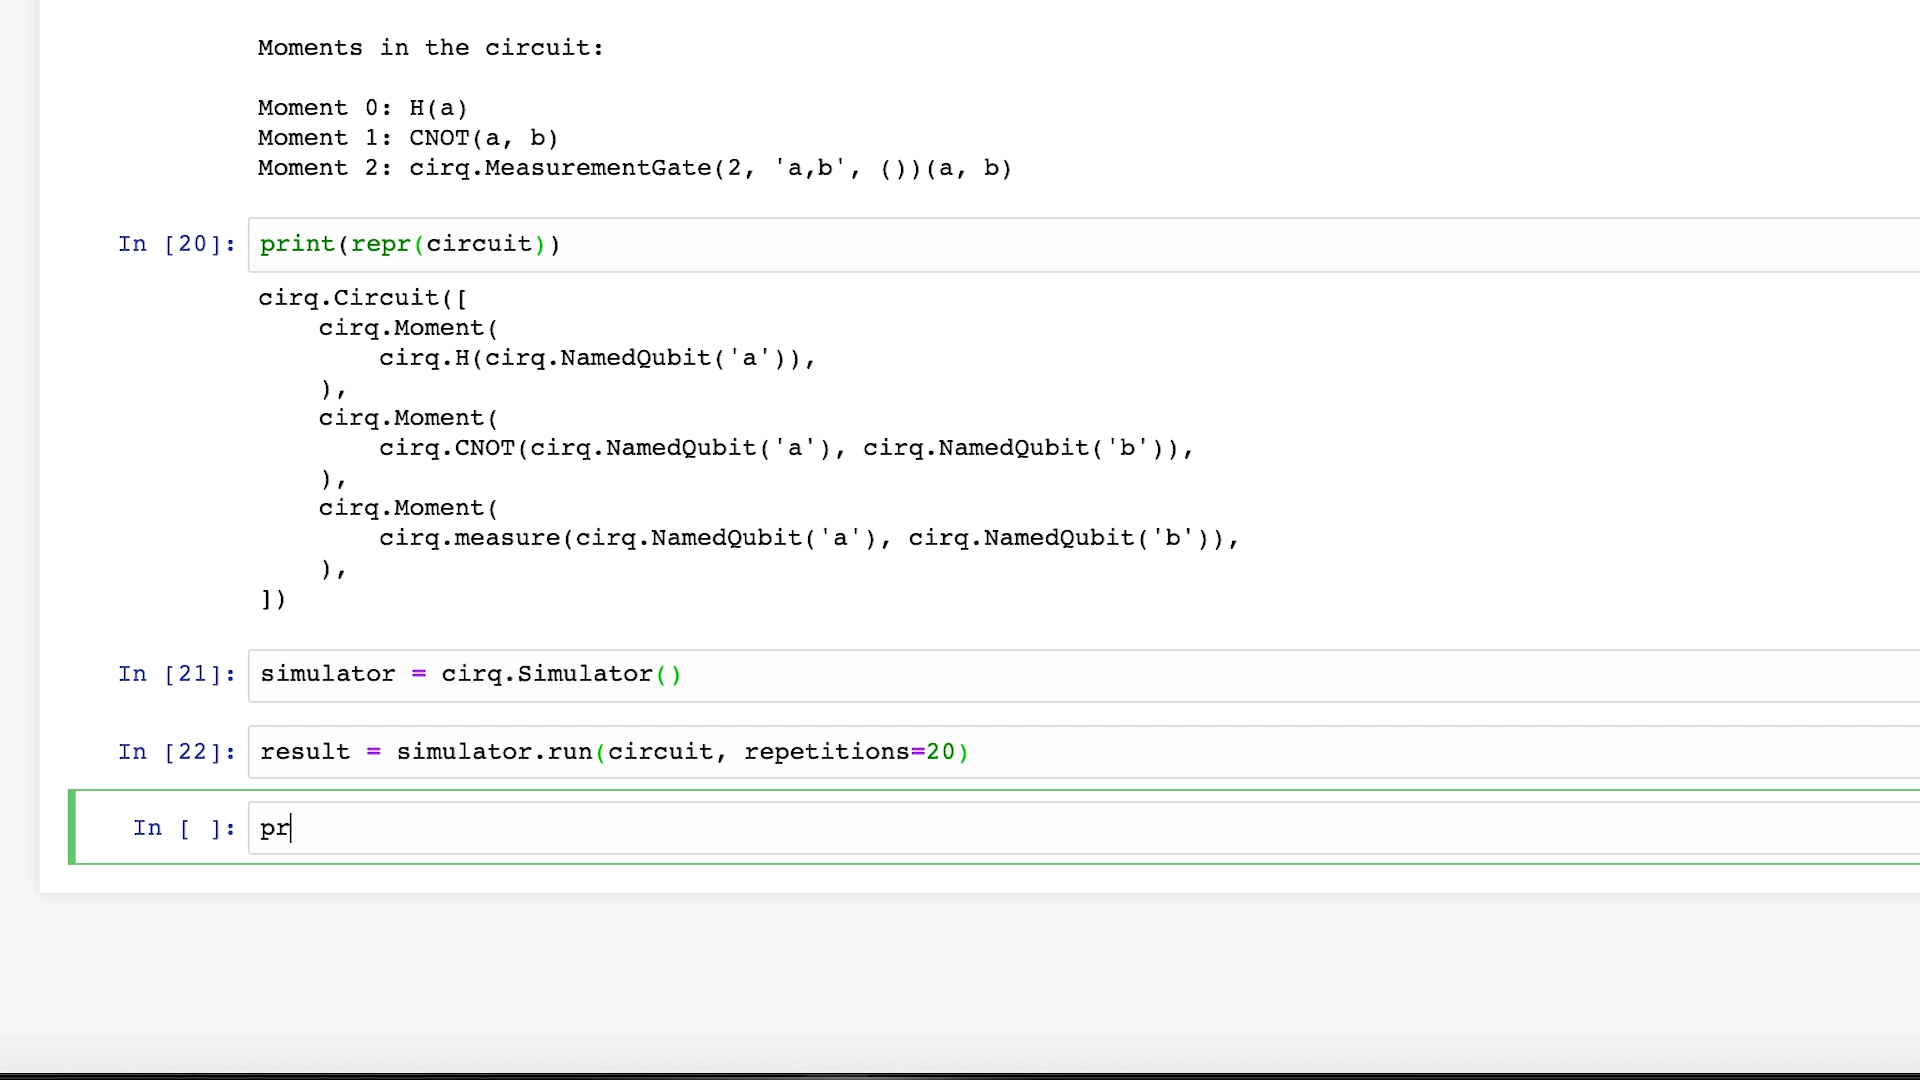 Moments in the circuit:
Moment 0: H(a)
Moment 1: CNOT(a, b)
Moment 2: cirq.MeasurementGate(2, 'a,b', ())(a, b)
In [20]: print(repr(circuit))
cirq.Circuit([
    cirq.Moment(
        cirq.H(cirq.NamedQubit('a')),
    ),
    cirq.Moment(
        cirq.CNOT(cirq.NamedQubit('a'), cirq.NamedQubit('b')),
    ),
    cirq.Moment(
        cirq.measure(cirq.NamedQubit('a'), cirq.NamedQubit('b')),
    ),
])
In [21]: simulator = cirq.Simulator()
In [22]: result = simulator.run(circuit, repetitions=20)
In [ ]: pr